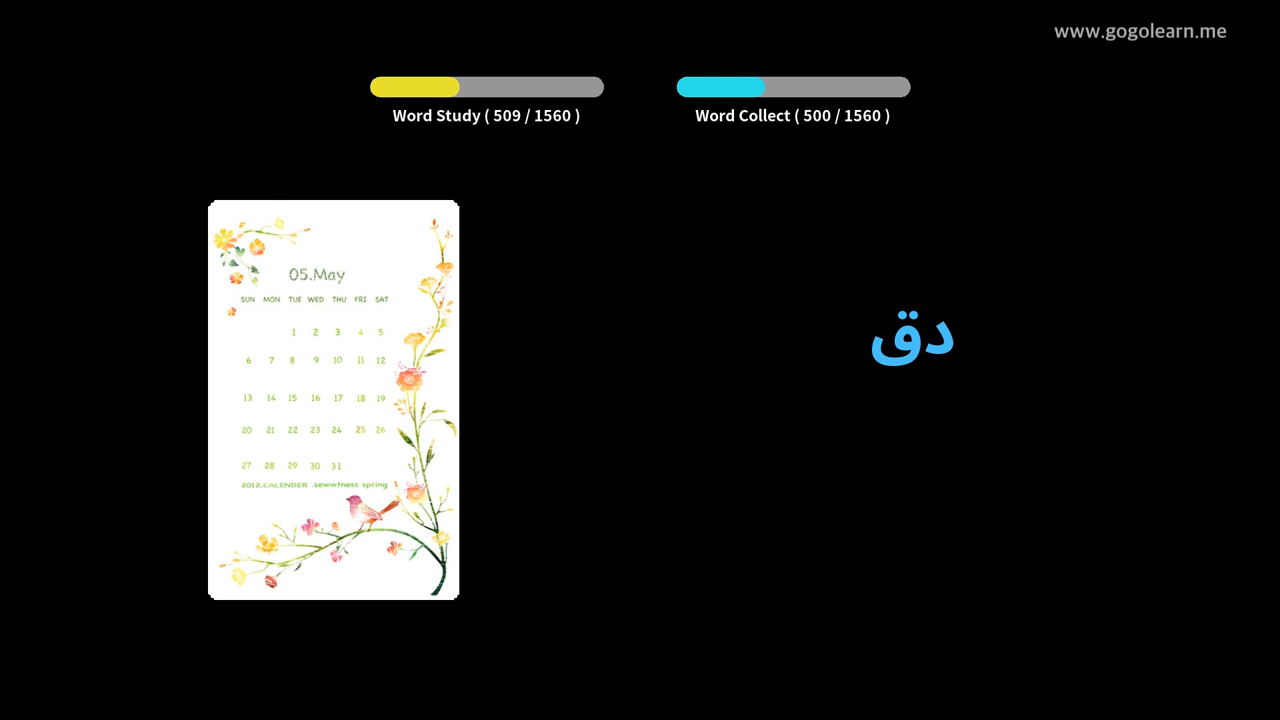 www.gogolearn.me
Word Study ( 509 / 1560 )
Word Collect ( 500 / 1560 )
05.May
SUN MON TUE WED THU FRI SAT
1 2 3 4 5
6 7 8 9 10 11 12
13 14 15 16 17 18 19
20 21 22 23 24 25 26
27 28 29 30 31
2012.CALENDER .sewwtness spring
دق